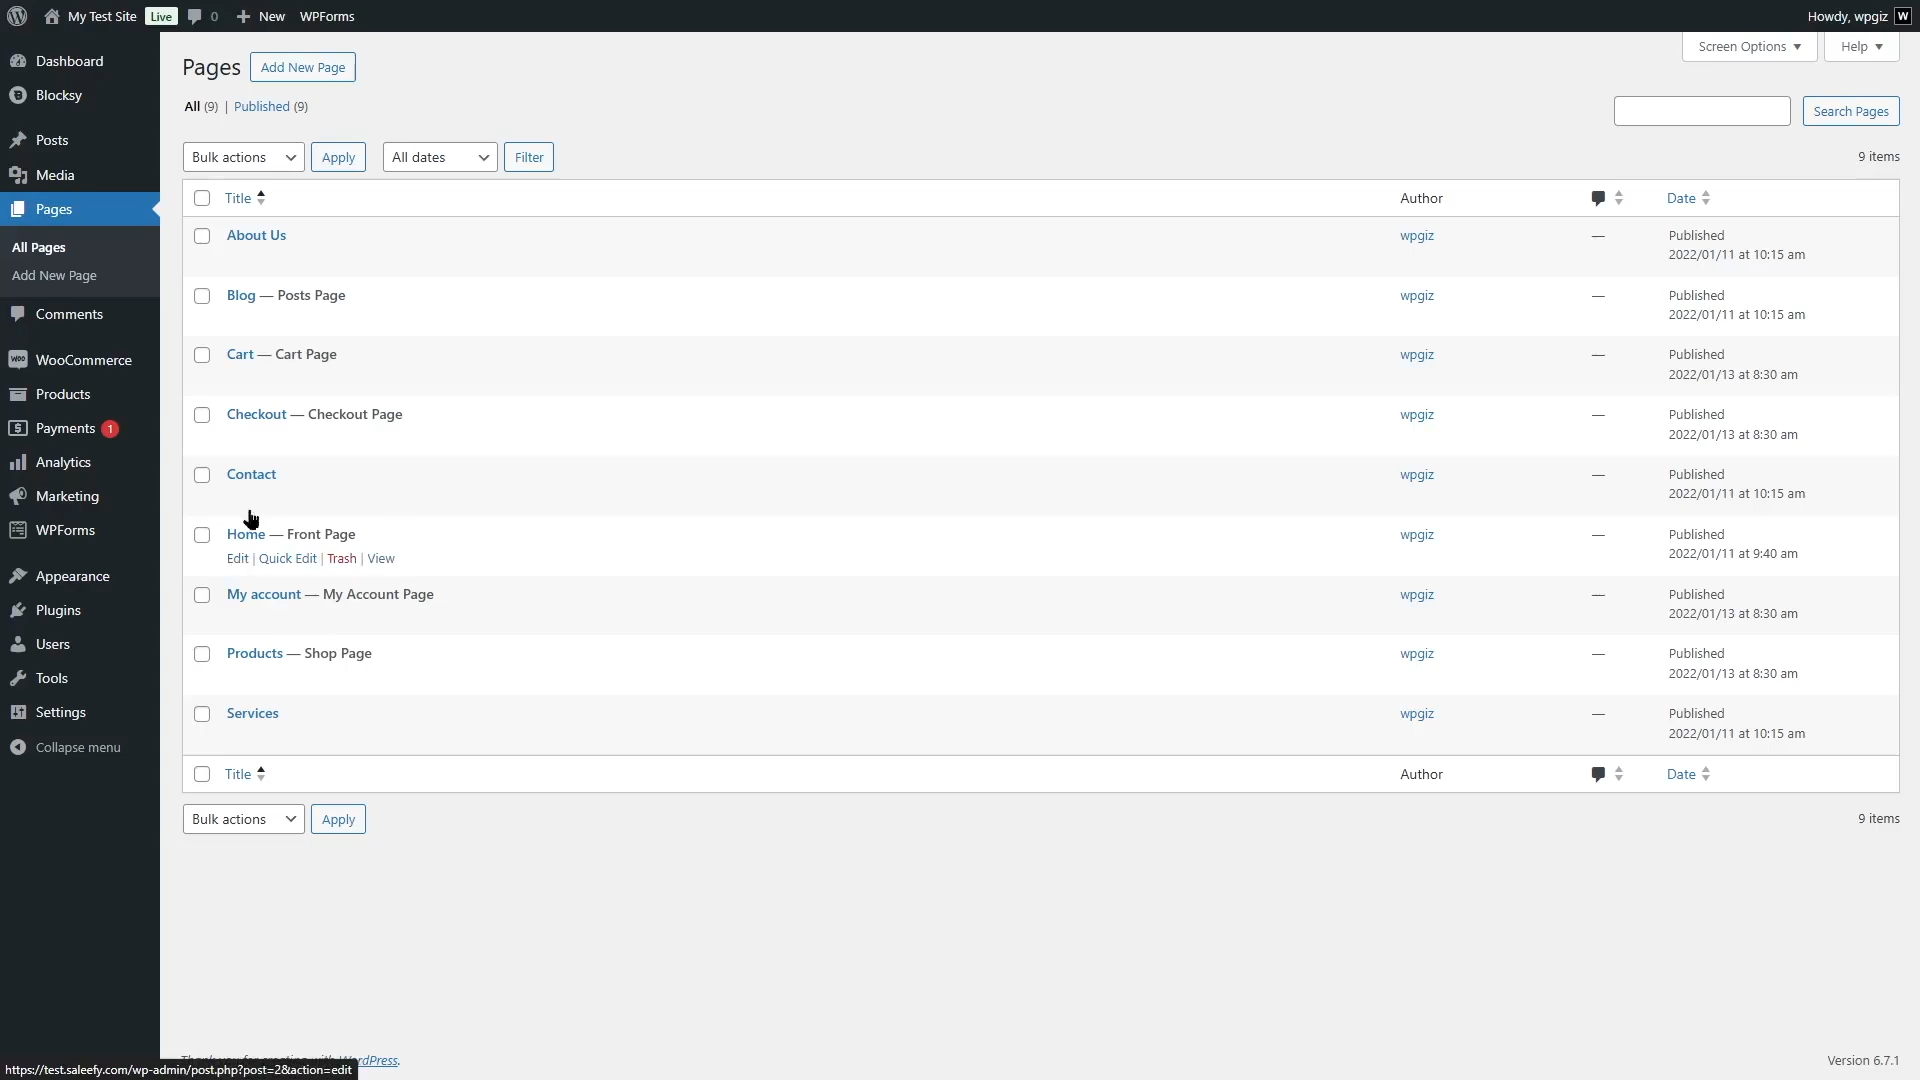 My Test Site Live 0 New WPForms Howdy, wpgiz W
Screen Options Help
Dashboard
Blocksy
Posts
Media
Pages
All Pages
Add New Page
Comments
WOO WooCommerce
Products
Payments 1
Analytics
Marketing
WPForms
Appearance
Plugins
Users
Tools
Settings
Collapse menu
Pages Add New Page
All (9) | Published (9)
Search Pages
Bulk actions Apply All dates Filter 9 items
Title Author Date
About Us wpgiz — Published
2022/01/11 at 10:15 am
Blog — Posts Page wpgiz — Published
2022/01/11 at 10:15 am
Cart — Cart Page wpgiz — Published
2022/01/13 at 8:30 am
Checkout — Checkout Page wpgiz — Published
2022/01/13 at 8:30 am
Contact wpgiz — Published
2022/01/11 at 10:15 am
Home — Front Page wpgiz — Published
2022/01/11 at 9:40 am
Edit | Quick Edit | Trash | View
My account — My Account Page wpgiz — Published
2022/01/13 at 8:30 am
Products — Shop Page wpgiz — Published
2022/01/13 at 8:30 am
Services wpgiz — Published
2022/01/11 at 10:15 am
Title Author Date
Bulk actions Apply 9 items
Thank you for creating with WordPress. Version 6.7.1
https://test.saleefy.com/wp-admin/post.php?post=2&action=edit